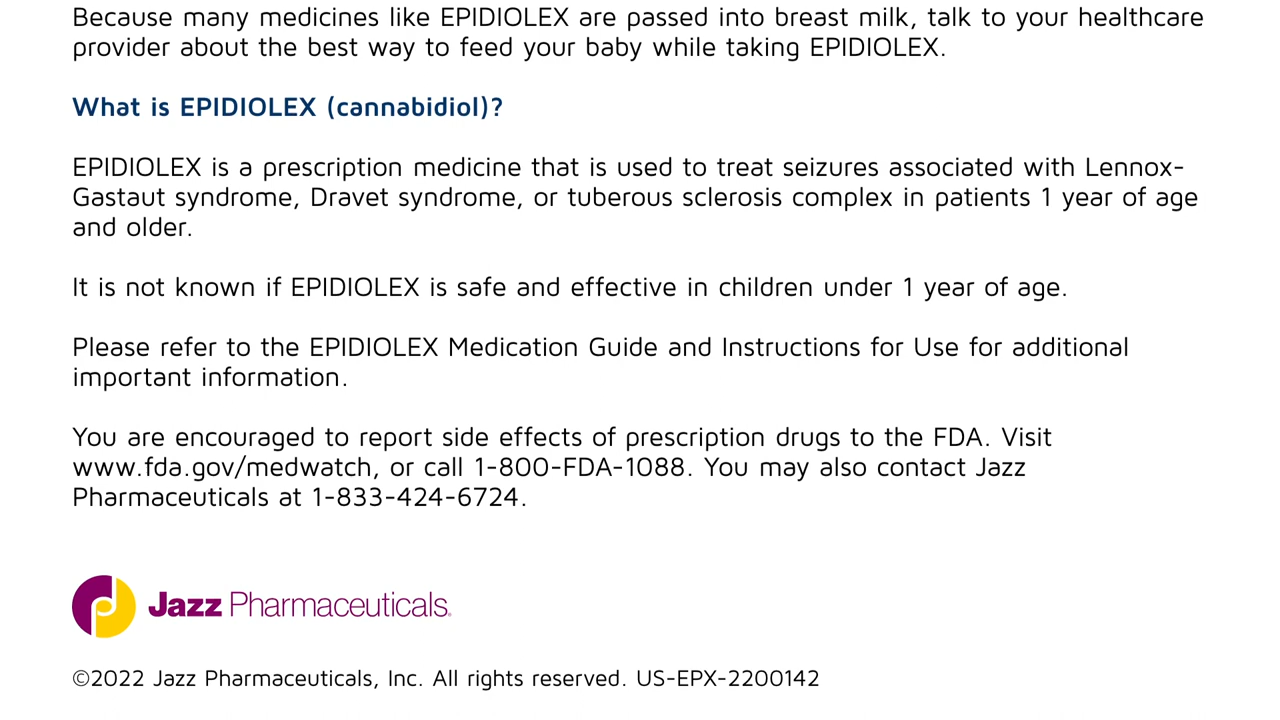 Because many medicines like EPIDIOLEX are passed into breast milk, talk to your healthcare
provider about the best way to feed your baby while taking EPIDIOLEX.
What is EPIDIOLEX (cannabidiol)?
EPIDIOLEX is a prescription medicine that is used to treat seizures associated with Lennox-
Gastaut syndrome, Dravet syndrome, or tuberous sclerosis complex in patients 1 year of age
and older.
It is not known if EPIDIOLEX is safe and effective in children under 1 year of age.
Please refer to the EPIDIOLEX Medication Guide and Instructions for Use for additional
important information.
You are encouraged to report side effects of prescription drugs to the FDA. Visit
www.fda.gov/medwatch, or call 1-800-FDA-1088. You may also contact Jazz
Pharmaceuticals at 1-833-424-6724.
Jazz Pharmaceuticals®
©2022 Jazz Pharmaceuticals, Inc. All rights reserved. US-EPX-2200142